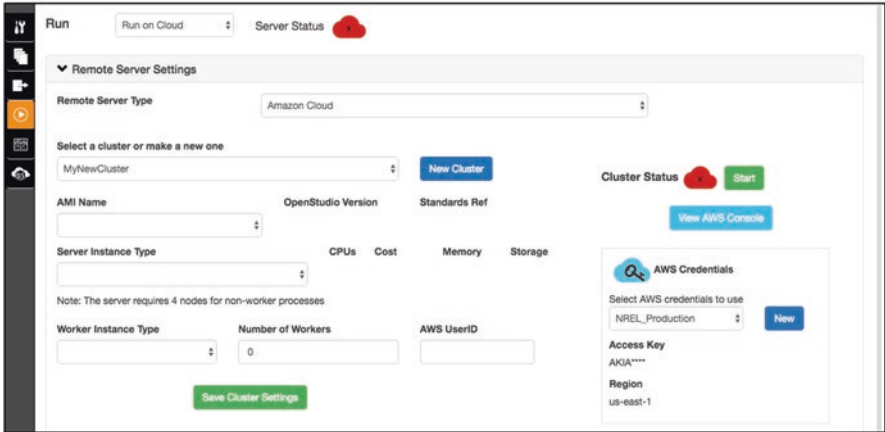 Run Run on Cloud Server Status x
Remote Server Settings
Remote Server Type Amazon Cloud
Select a cluster or make a new one
MyNewCluster New Cluster
Cluster Status x Start
AMI Name OpenStudio Version Standards Ref
View AWS Console
Server Instance Type CPUs Cost Memory Storage
AWS Credentials
Note: The server requires 4 nodes for non-worker processes
Select AWS credentials to use
NREL_Production New
Worker Instance Type Number of Workers AWS UserID
0
Access Key
AKIA****
Region
us-east-1
Save Cluster Settings